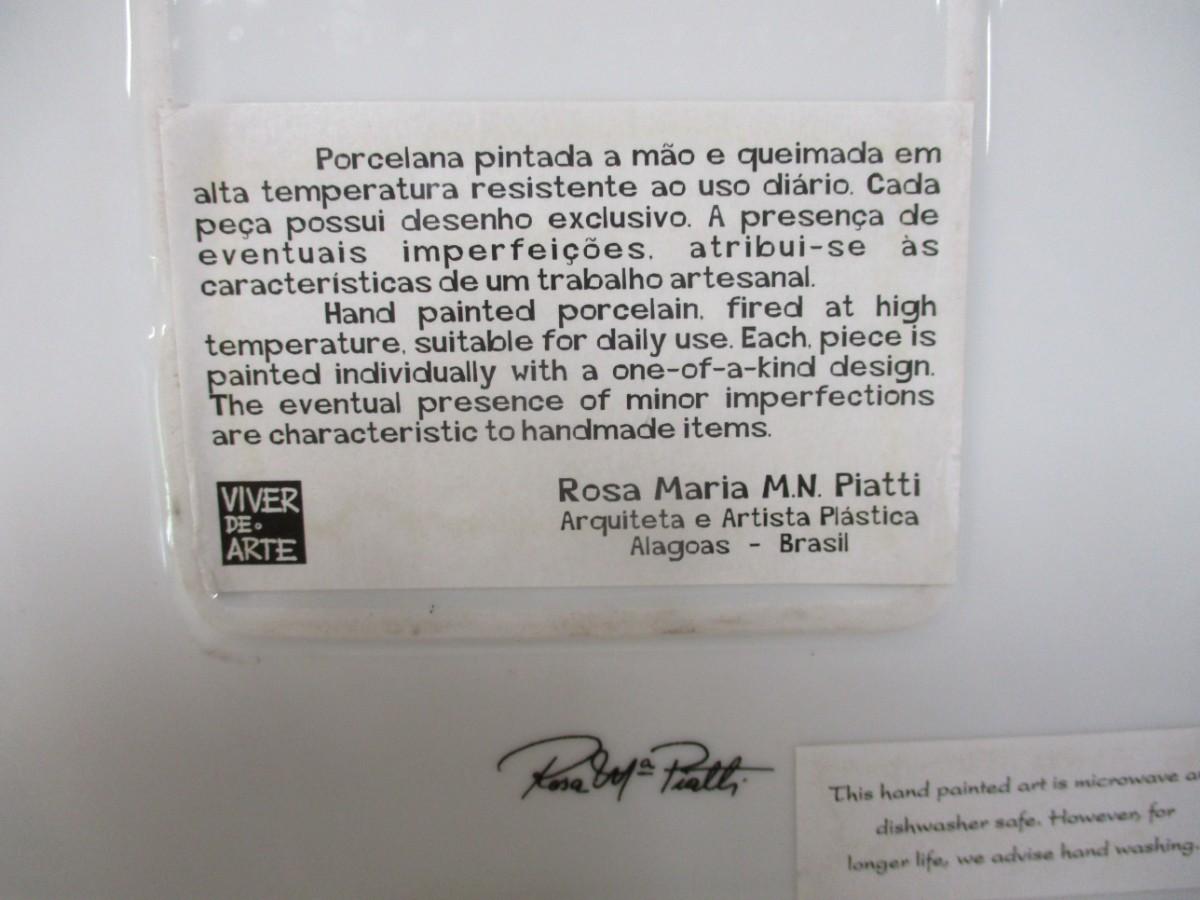 Porcelana pintada a mão e queimada em
alta temperatura resistente ao uso diário. Cada
peça possui desenho exclusivo. A presença de
eventuais imperfeições, atribui-se às
características de um trabalho artesanal.
Hand painted porcelain, fired at high
temperature, suitable for daily use. Each, piece is
painted individually with a one-of-a-kind design.
The eventual presence of minor imperfections
are characteristic to handmade items.
VIVER
DE.
ARTE
Rosa Maria M.N. Piatti
Arquiteta e Artista Plástica
Alagoas - Brasil
Rosa Mª Piatti
This hand painted art is microwave
dishwasher safe. However, for
longer life, we advise hand washing.